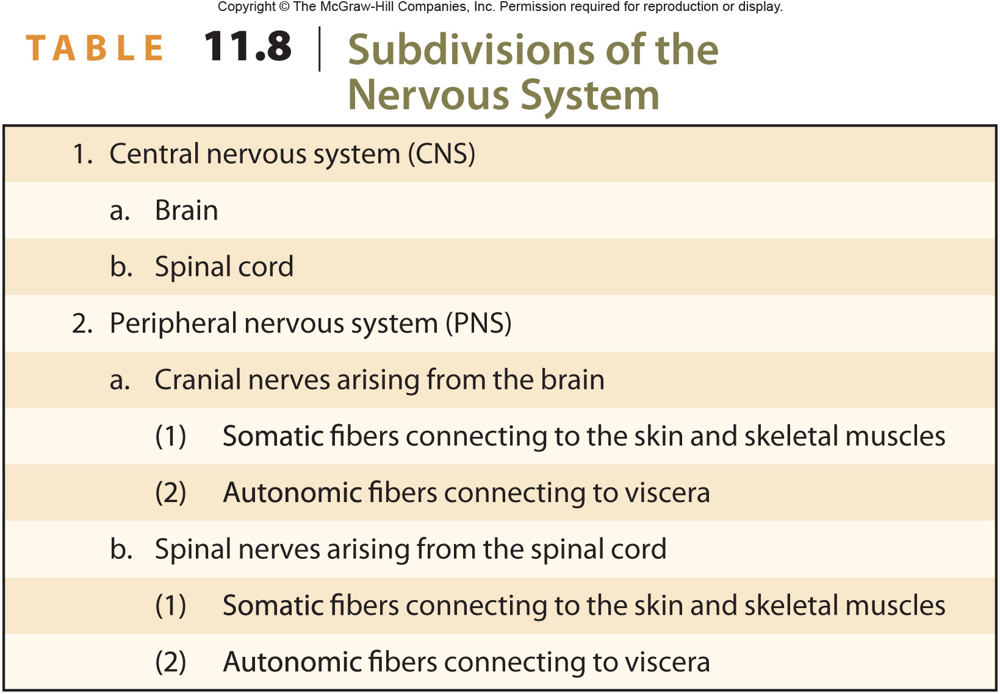 Copyright © The McGraw-Hill Companies, Inc. Permission required for reproduction or display.
TABLE 11.8 Subdivisions of the
Nervous System
1. Central nervous system (CNS)
a. Brain
b. Spinal cord
2. Peripheral nervous system (PNS)
a. Cranial nerves arising from the brain
(1) Somatic fibers connecting to the skin and skeletal muscles
(2) Autonomic fibers connecting to viscera
b. Spinal nerves arising from the spinal cord
(1) Somatic fibers connecting to the skin and skeletal muscles
(2) Autonomic fibers connecting to viscera